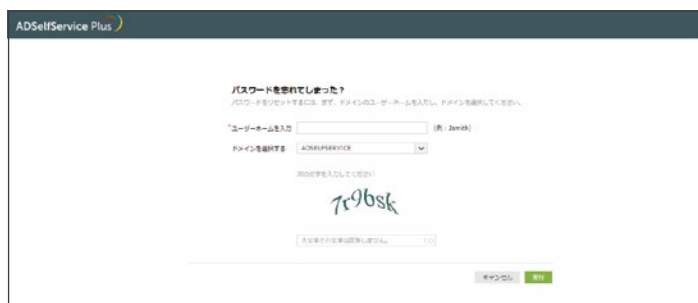 ADSelfService Plus
パスワードを忘れてしまった？
パスワードをリセットするには、まず、ドメインのユーザーネームを入力し、ドメインを選択してください。
*ユーザーネームを入力 (例：Jsmith)
ドメインを選択する ADSELFSERVICE
次の文字を入力してください
7r9bsk
大文字と小文字は区別しません。
キャンセル 実行